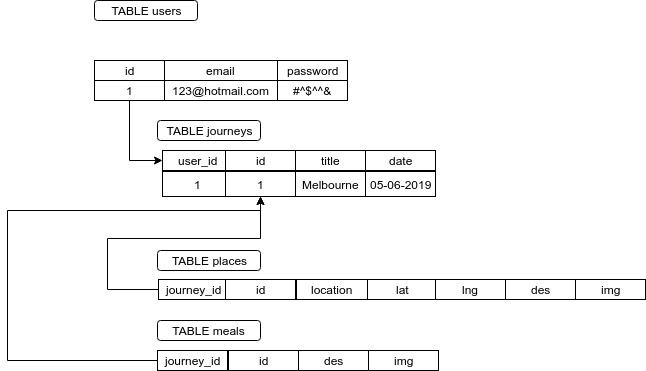 TABLE users
id email password
1 123@hotmail.com #^$^^&
TABLE journeys
user_id id title date
1 1 Melbourne 05-06-2019
TABLE places
journey_id id location lat lng des img
TABLE meals
journey_id id des img